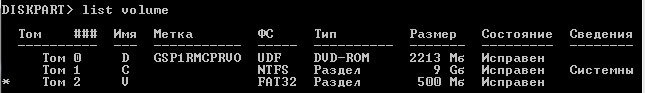 DISKPART> list volume
Том ### Имя Метка ФС Тип Размер Состояние Сведения
---------- --- ----------- ----- ---------- ------- --------- --------
Том 0 D GSP1RMCPRVO UDF DVD-ROM 2213 Мб Исправен
Том 1 C NTFS Раздел 9 Gб Исправен Системны
* Том 2 V FAT32 Раздел 500 Мб Исправен